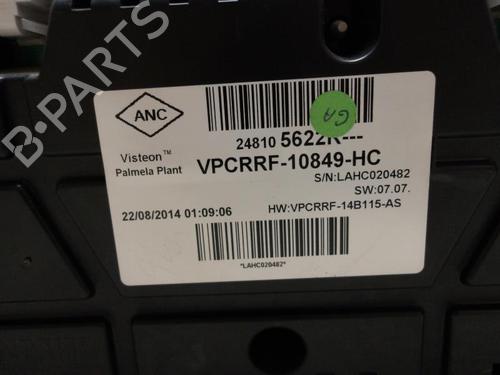 B-PARTS
ANC
GA
24810 5622R---
Visteon™
Palmela Plant
VPCRRF-10849-HC
S/N:LAHC020482
SW:07.07.
22/08/2014 01:09:06
HW:VPCRRF-14B115-AS
*LAHC020482*